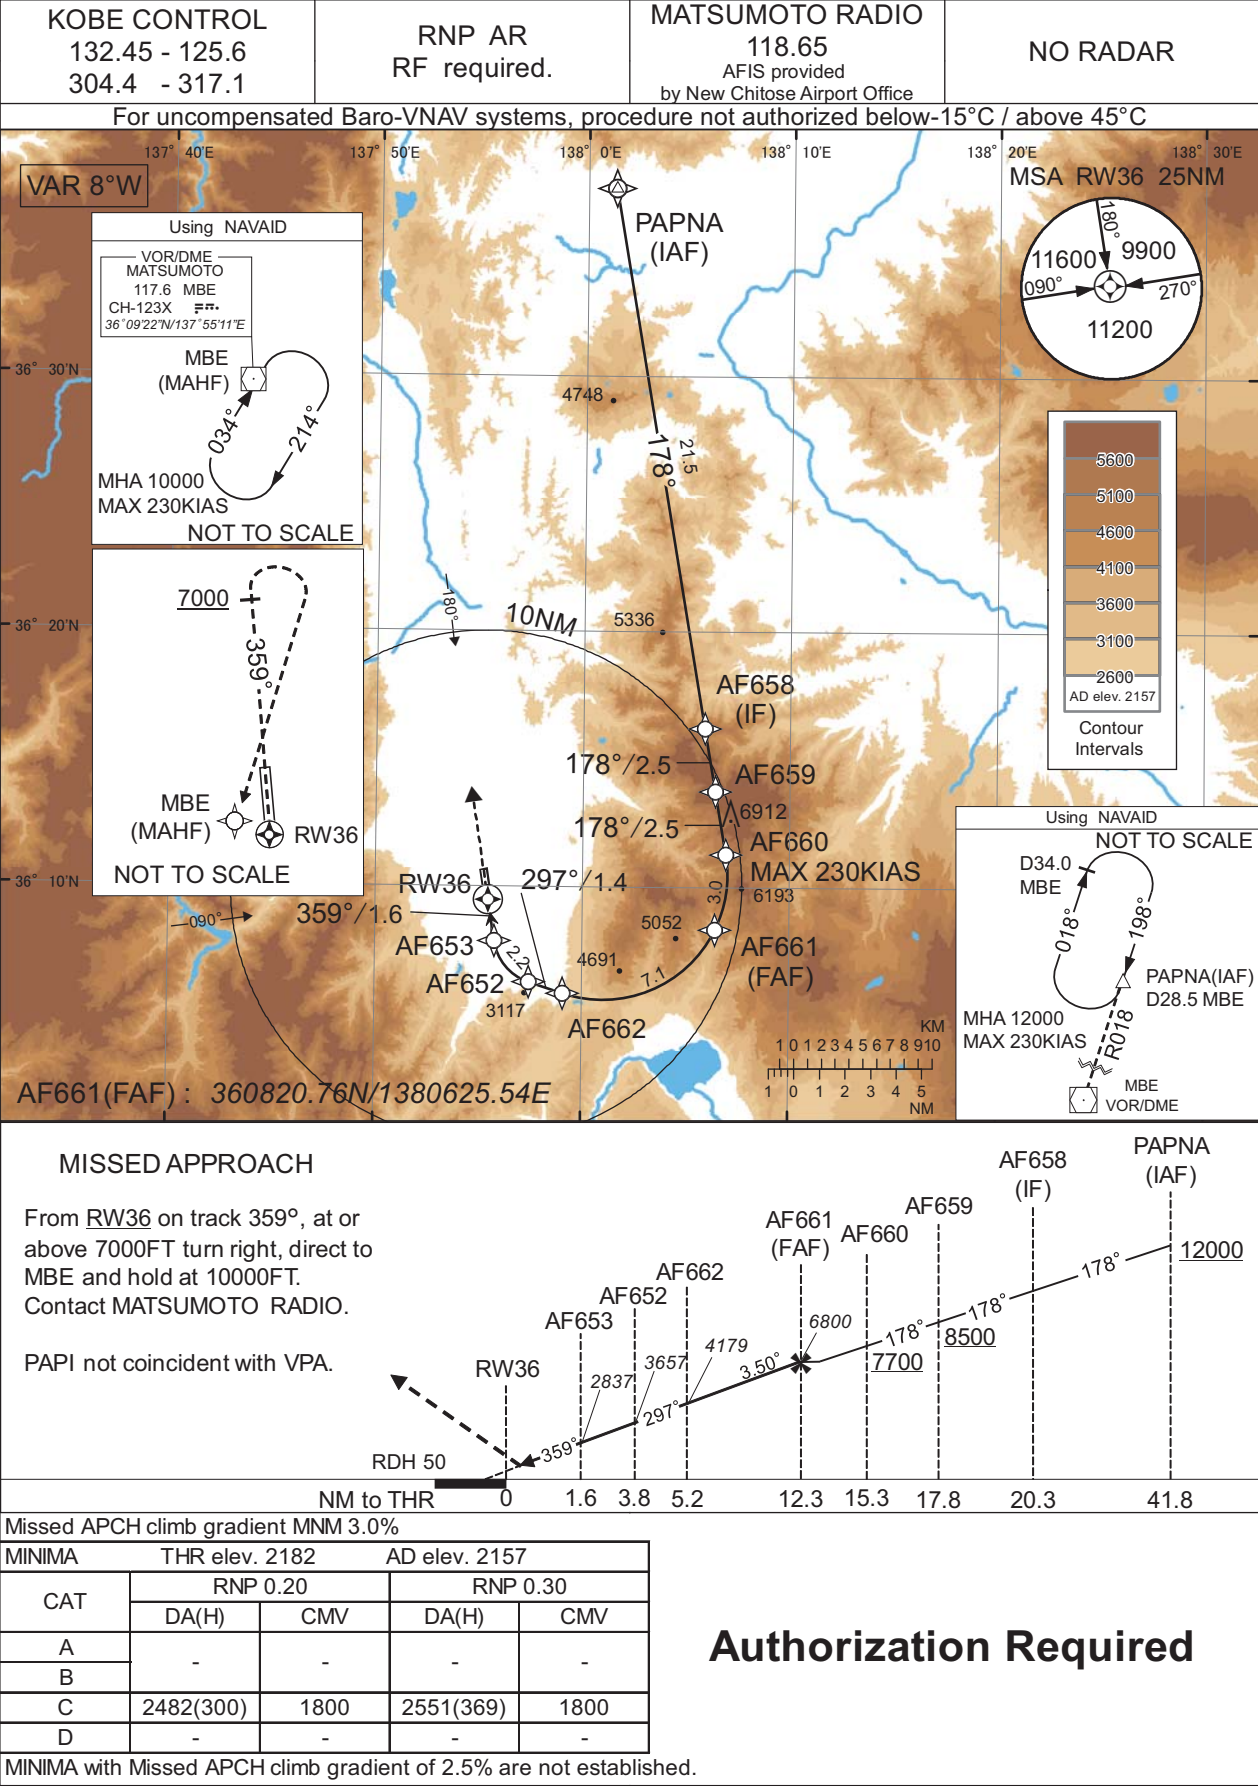 KOBE CONTROL
132.45 - 125.6
304.4 - 317.1
RNP AR
RF required.
MATSUMOTO RADIO
118.65
AFIS provided
by New Chitose Airport Office
NO RADAR
For uncompensated Baro-VNAV systems, procedure not authorized below-15°C / above 45°C
137° 40'E
137° 50'E
138° 0'E
138° 10'E
138° 20'E
138° 30'E
VAR 8°W
PAPNA
(IAF)
MSA RW36 25NM
180°
11600
9900
090°
270°
11200
Using NAVAID
VOR/DME
MATSUMOTO
117.6 MBE
CH-123X
36°09'22"N/137°55'11"E
MBE
(MAHF)
034°
214°
MHA 10000
MAX 230KIAS
NOT TO SCALE
36° 30'N
4748
178°
21.5
5600
5100
4600
4100
3600
3100
2600
AD elev. 2157
Contour
Intervals
7000
359°
MBE
(MAHF)
RW36
NOT TO SCALE
36° 20'N
180°
10NM
5336
AF658
(IF)
178°/2.5
AF659
6912
178°/2.5
AF660
MAX 230KIAS
36° 10'N
RW36
297°/1.4
3.0
6193
359°/1.6
090°
5052
AF653
2.2
4691
7.1
AF661
(FAF)
AF652
3117
AF662
Using NAVAID
NOT TO SCALE
D34.0
MBE
018°
198°
PAPNA(IAF)
D28.5 MBE
MHA 12000
MAX 230KIAS
R018
MBE
VOR/DME
KM
1 0 1 2 3 4 5 6 7 8 9 10
1 0 1 2 3 4 5
NM
AF661(FAF) : 360820.76N/1380625.54E
MISSED APPROACH
From RW36 on track 359°, at or
above 7000FT turn right, direct to
MBE and hold at 10000FT.
Contact MATSUMOTO RADIO.
PAPI not coincident with VPA.
PAPNA
(IAF)
AF658
(IF)
AF659
AF661
(FAF)
AF660
AF662
AF652
AF653
RW36
12000
178°
178°
178°
8500
7700
6800
3.50°
4179
3657
2837
297°
359°
RDH 50
NM to THR
0 1.6 3.8 5.2 12.3 15.3 17.8 20.3 41.8
Missed APCH climb gradient MNM 3.0%
MINIMA THR elev. 2182 AD elev. 2157
CAT RNP 0.20 RNP 0.30
DA(H) CMV DA(H) CMV
A
- - - -
B
C 2482(300) 1800 2551(369) 1800
D - - - -
MINIMA with Missed APCH climb gradient of 2.5% are not established.
Authorization Required